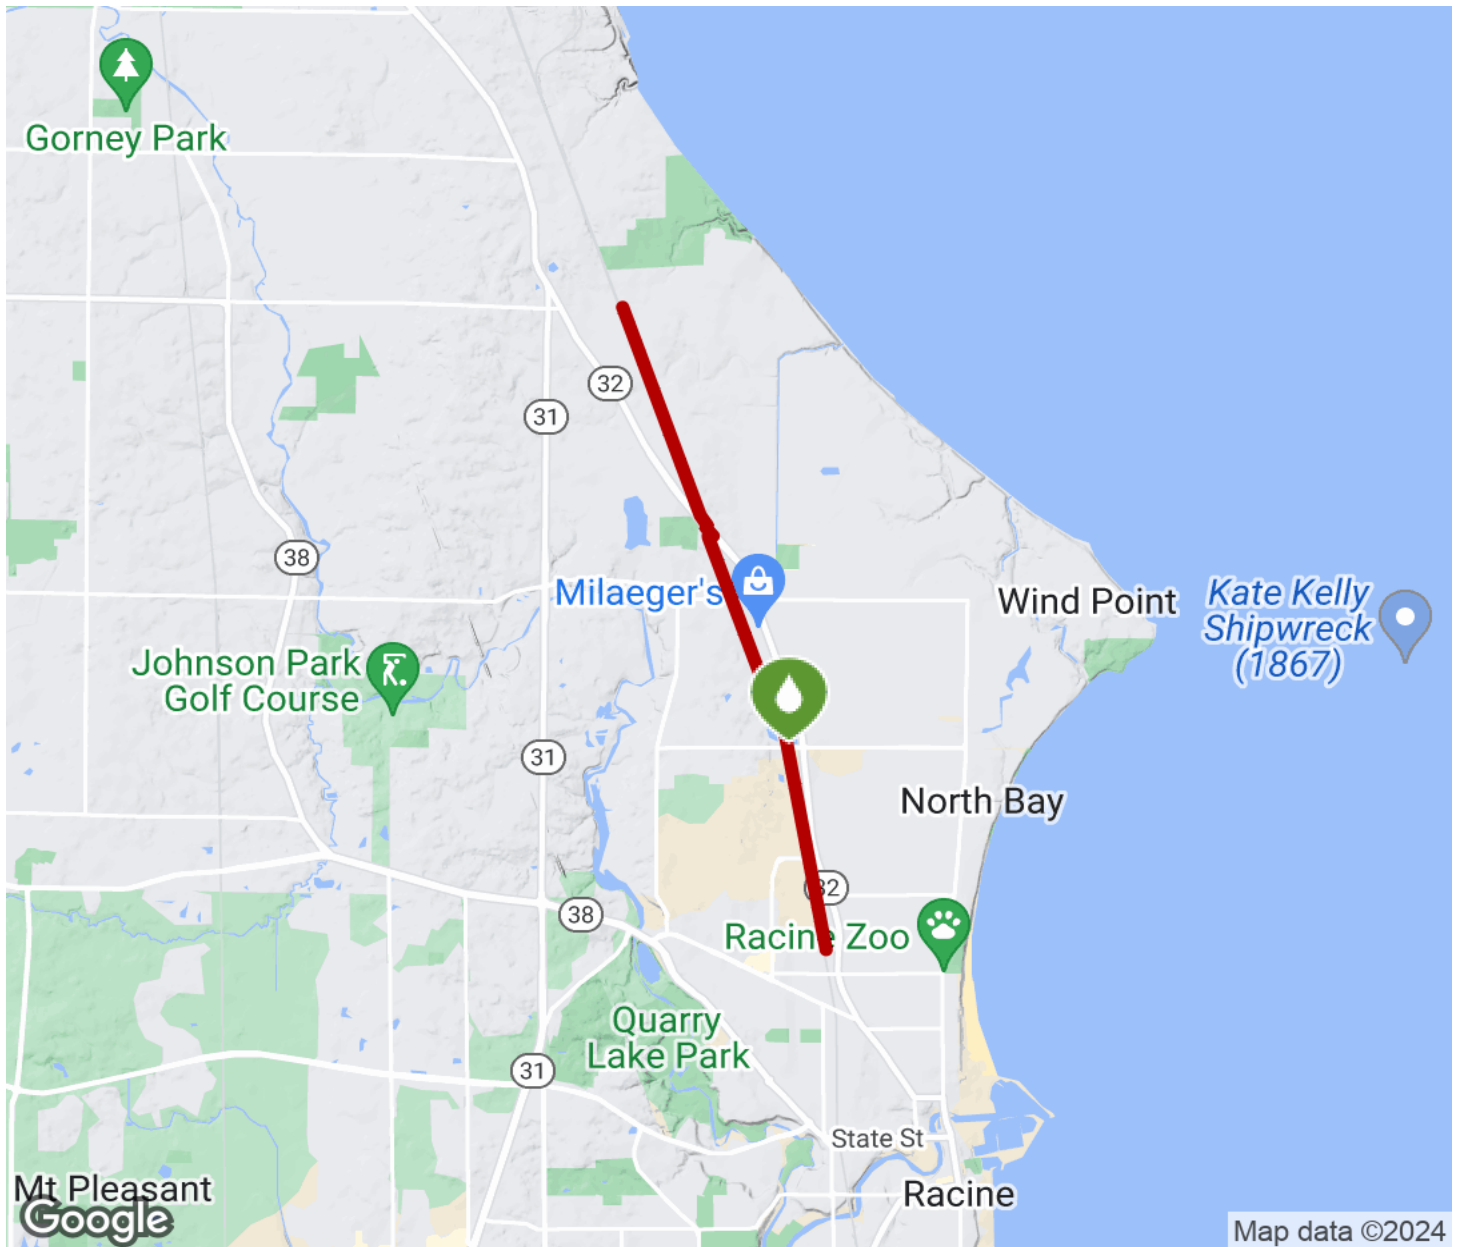 Gorney Park
32
31
38
Milaeger's
Wind Point
Kate Kelly
Shipwreck
(1867)
Johnson Park
Golf Course
31
North Bay
32
38
Racine Zoo
Quarry
Lake Park
31
State St
Mt Pleasant
Racine
Google
Map data ©2024